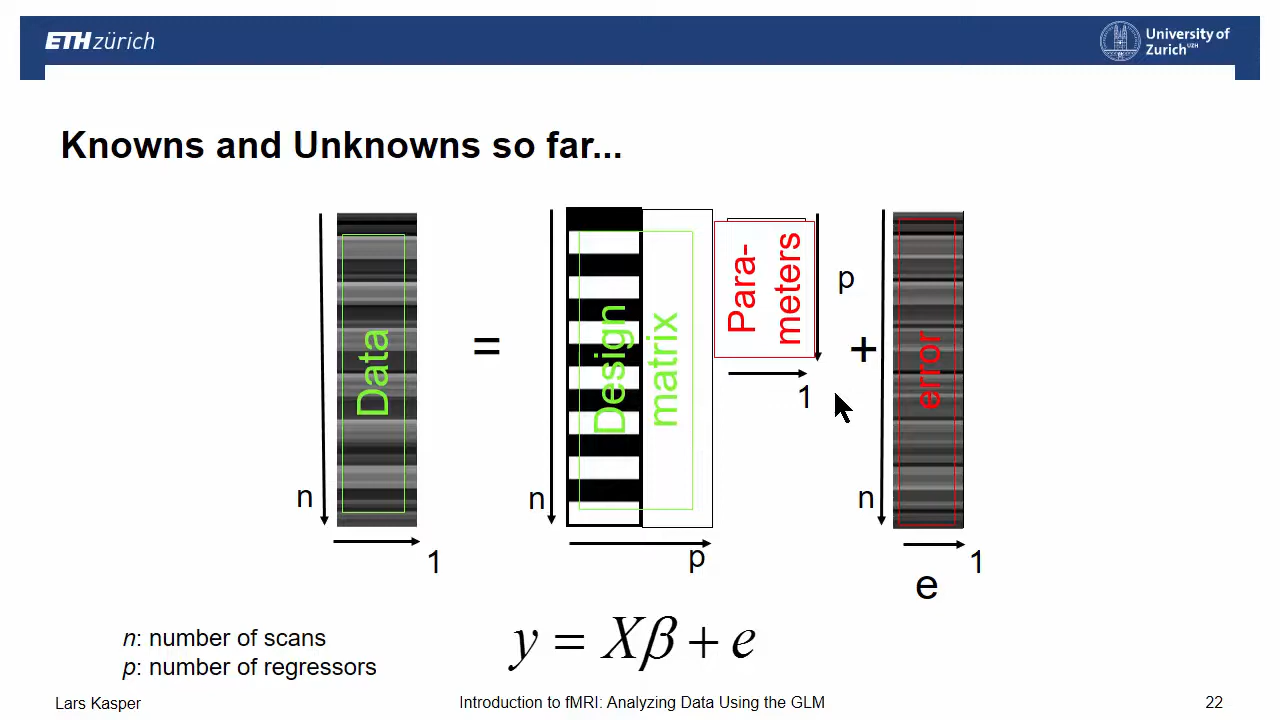 ETH zürich
University of
Zurich UZH
Knowns and Unknowns so far...
Data
n
1
=
Design
matrix
n
p
Para-
meters
p
1
+
error
n
1
e
n: number of scans
p: number of regressors
y = Xβ + e
Lars Kasper
Introduction to fMRI: Analyzing Data Using the GLM
22